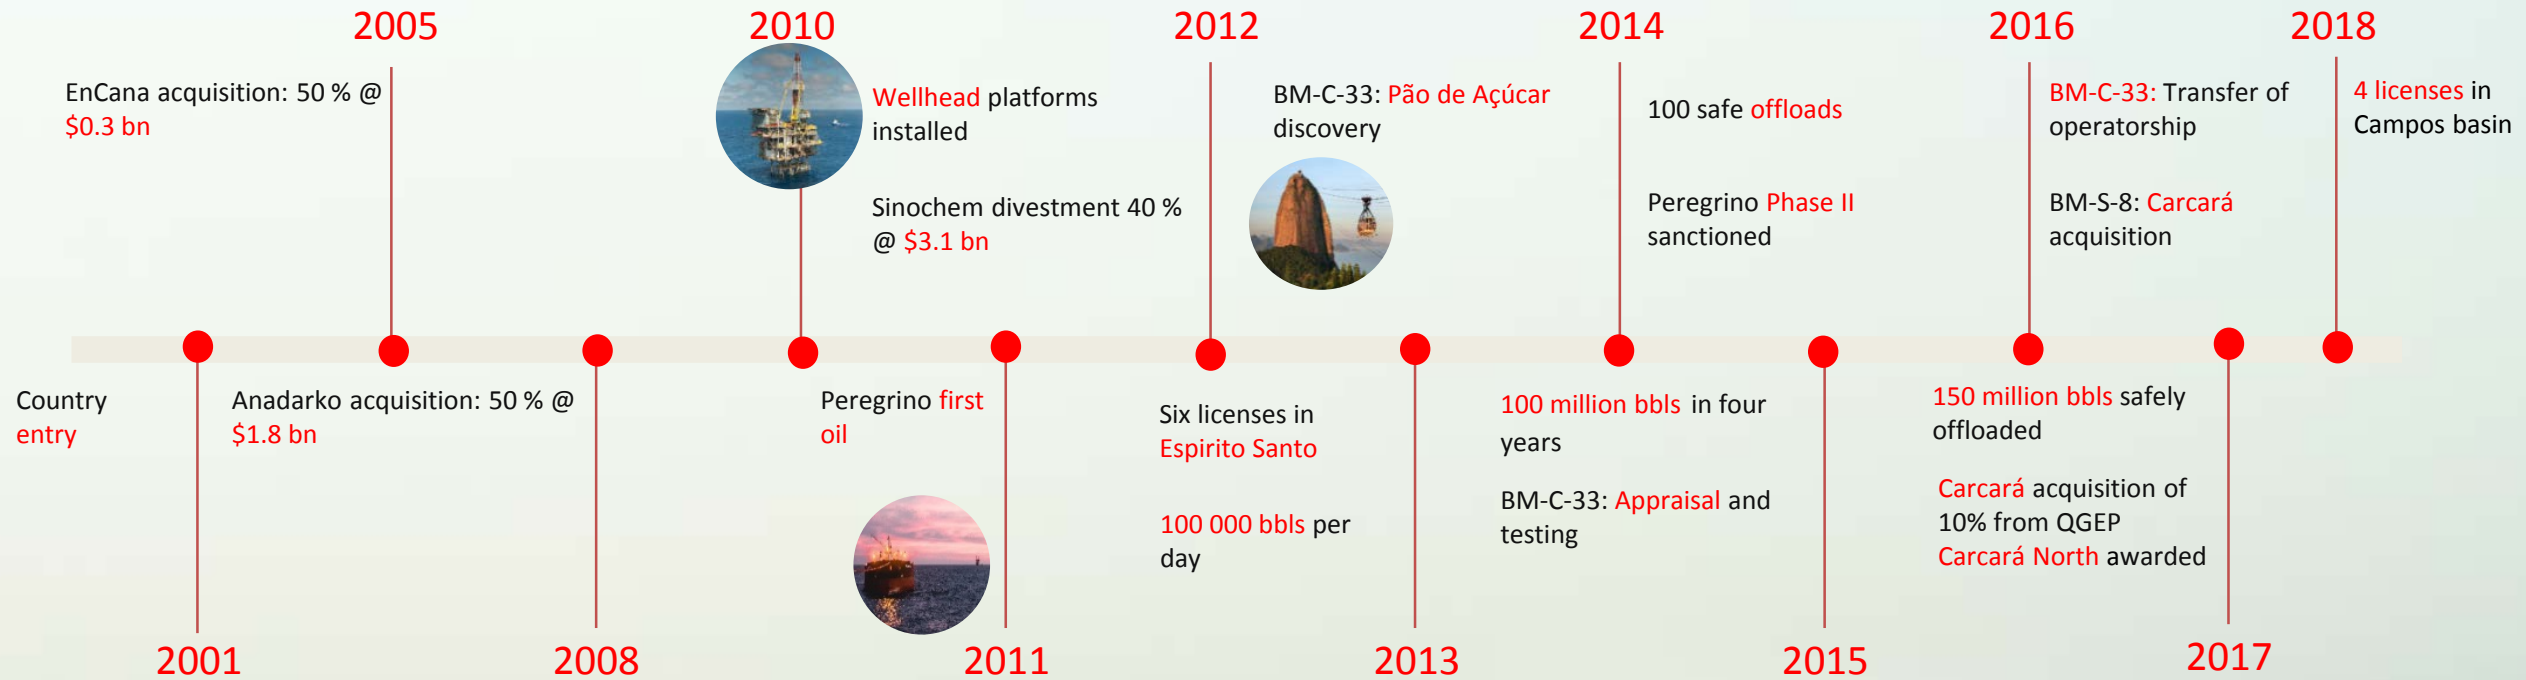 2005
2010
2012
2014
2016
2018
EnCana acquisition: 50 % @
$0.3 bn
Wellhead platforms
installed
Sinochem divestment 40 %
@ $3.1 bn
BM-C-33: Pão de Açúcar
discovery
100 safe offloads
Peregrino Phase II
sanctioned
BM-C-33: Transfer of
operatorship
BM-S-8: Carcará
acquisition
4 licenses in
Campos basin
Country
entry
Anadarko acquisition: 50 % @
$1.8 bn
Peregrino first
oil
Six licenses in
Espirito Santo
100 000 bbls per
day
100 million bbls in four
years
BM-C-33: Appraisal and
testing
150 million bbls safely
offloaded
Carcará acquisition of
10% from QGEP
Carcará North awarded
2001
2008
2011
2013
2015
2017